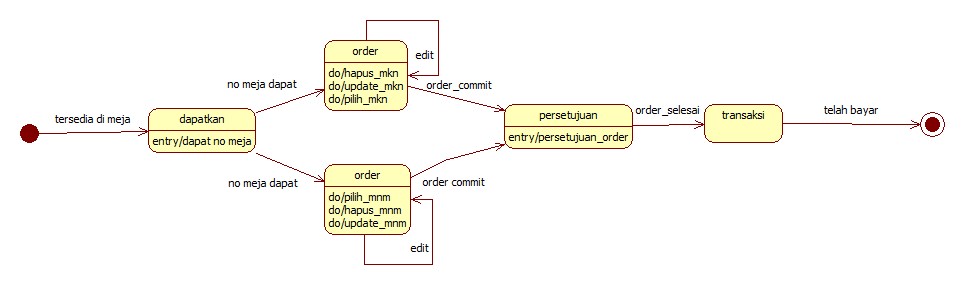 tersedia di meja
dapatkan
entry/dapat no meja
no meja dapat
order
do/hapus_mkn
do/update_mkn
do/pilih_mkn
edit
order_commit
no meja dapat
order
do/pilih_mnm
do/hapus_mnm
do/update_mnm
edit
order commit
persetujuan
entry/persetujuan_order
order_selesai
transaksi
telah bayar